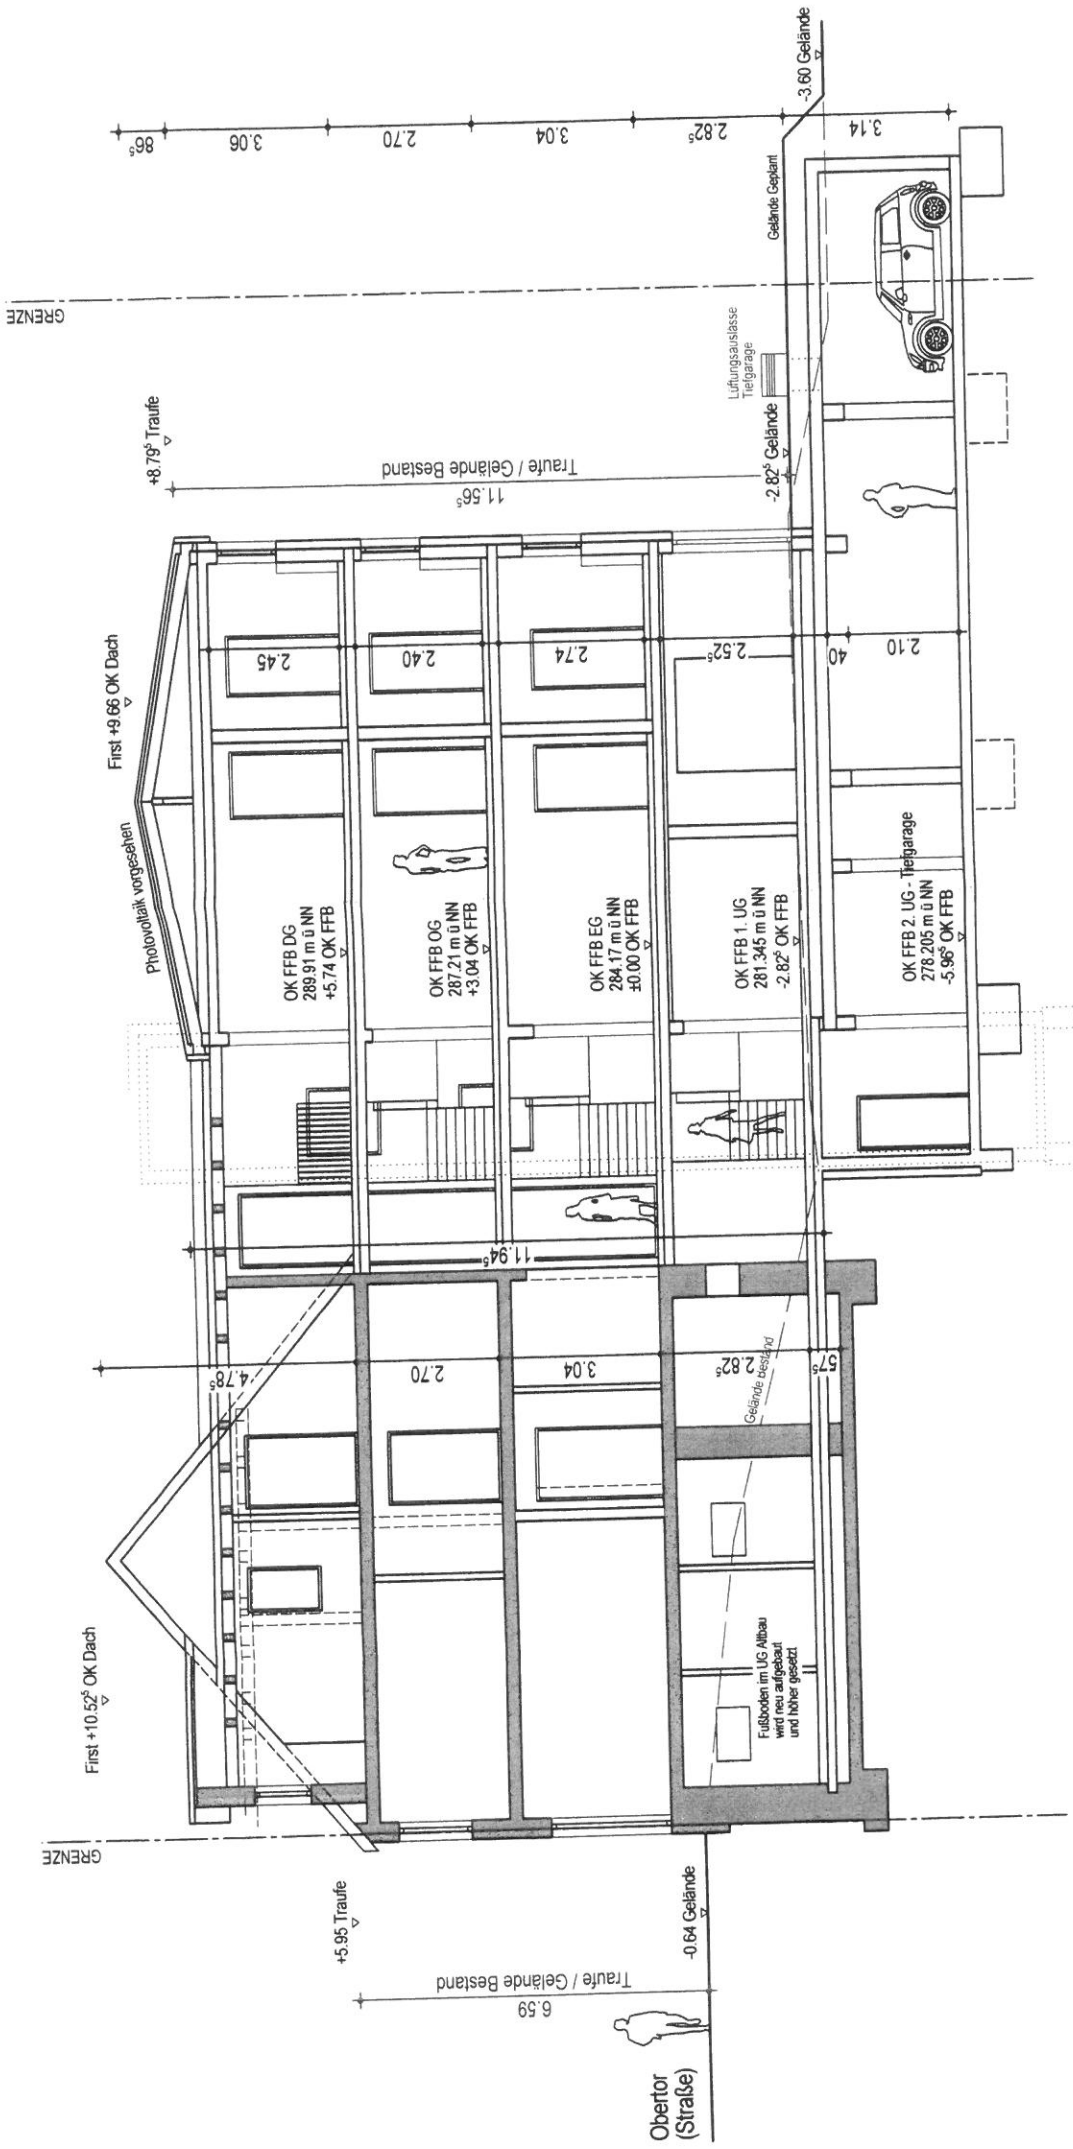 First +10.52⁵ OK Dach
Photovoltaik vorgesehen
First +9.66 OK Dach
+8.79⁵ Traufe
GRENZE
GRENZE
+5.95 Traufe
6.59
Traufe / Gelände Bestand
-0.64 Gelände
Obertor
(Straße)
4.78⁵
2.70
3.04
2.82⁵
57⁵
11.94⁵
Gelände Bestand
Fußboden im UG Altbau
wird neu aufgebaut
und höher gesetzt
OK FFB DG
289.91 m ü NN
+5.74 OK FFB
OK FFB OG
287.21 m ü NN
+3.04 OK FFB
OK FFB EG
284.17 m ü NN
±0.00 OK FFB
OK FFB 1. UG
281.345 m ü NN
-2.82⁵ OK FFB
OK FFB 2. UG - Tiefgarage
278.205 m ü NN
-5.96⁵ OK FFB
2.45
2.40
2.74
2.52⁵
40
2.10
11.56⁵
Traufe / Gelände Bestand
-2.82⁵ Gelände
Lüftungsauslässe
Tiefgarage
Gelände Geplant
-3.60 Gelände
86⁵
3.06
2.70
3.04
2.82⁵
3.14